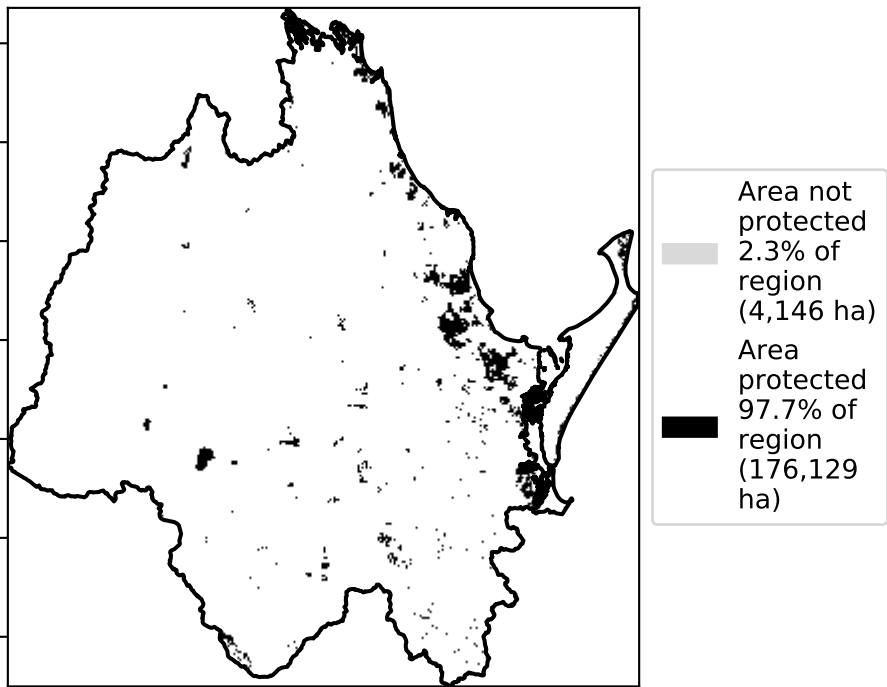 Area not
protected
2.3% of
region
(4,146 ha)
Area
protected
97.7% of
region
(176,129
ha)